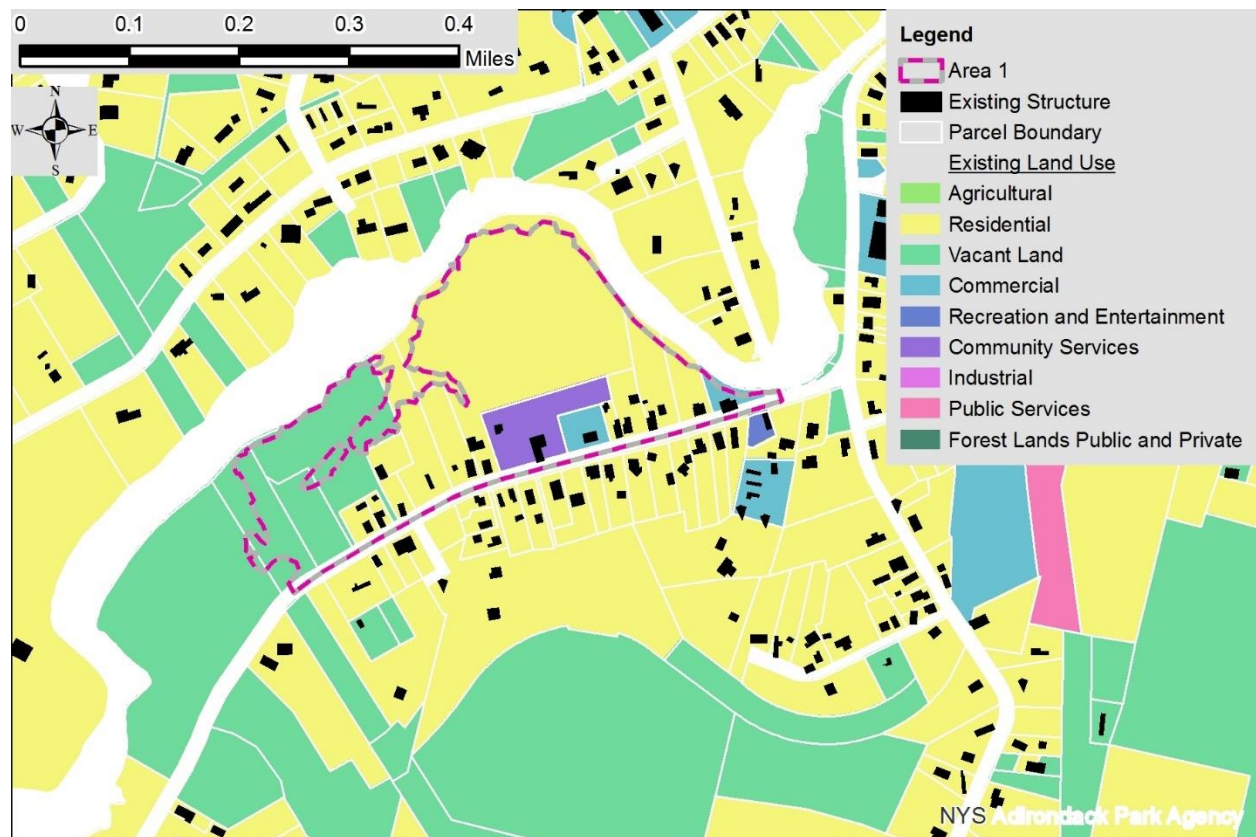 0 0.1 0.2 0.3 0.4
Miles
N
W E
S
Legend
Area 1
Existing Structure
Parcel Boundary
Existing Land Use
Agricultural
Residential
Vacant Land
Commercial
Recreation and Entertainment
Community Services
Industrial
Public Services
Forest Lands Public and Private
NYS Adirondack Park Agency